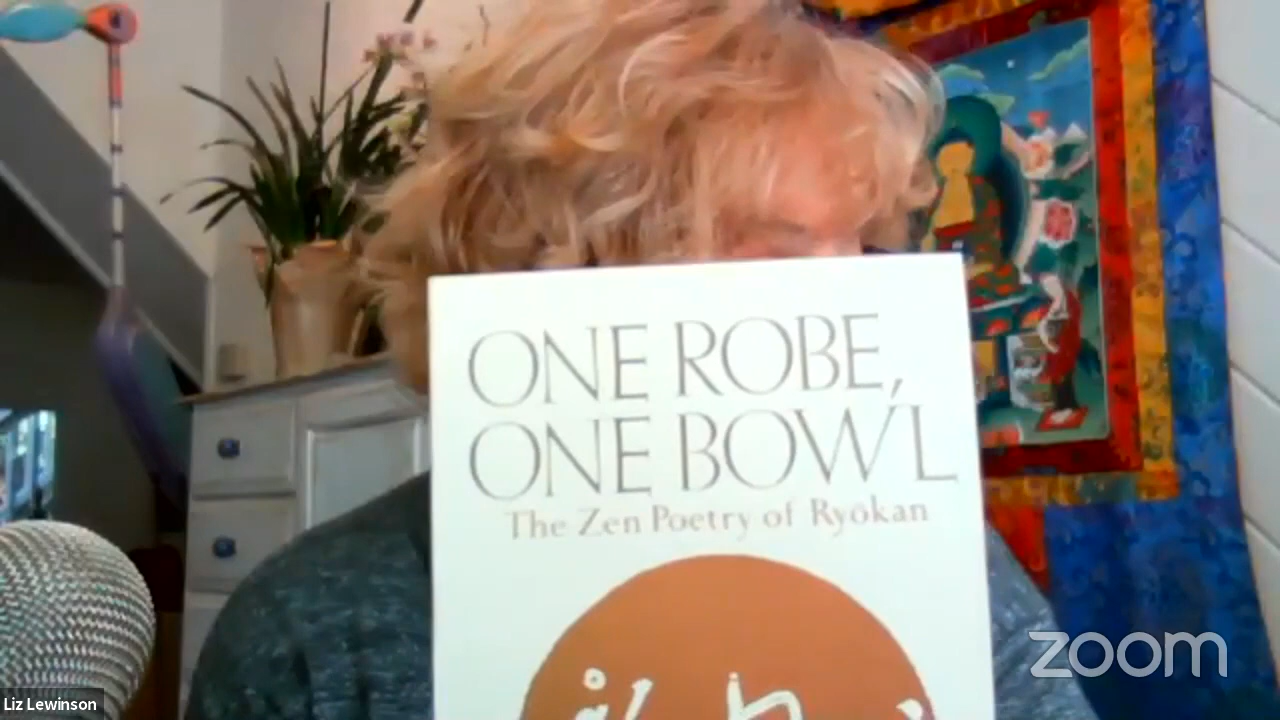 ONE ROBE,
ONE BOWL
The Zen Poetry of Ryōkan
zoom
Liz Lewinson